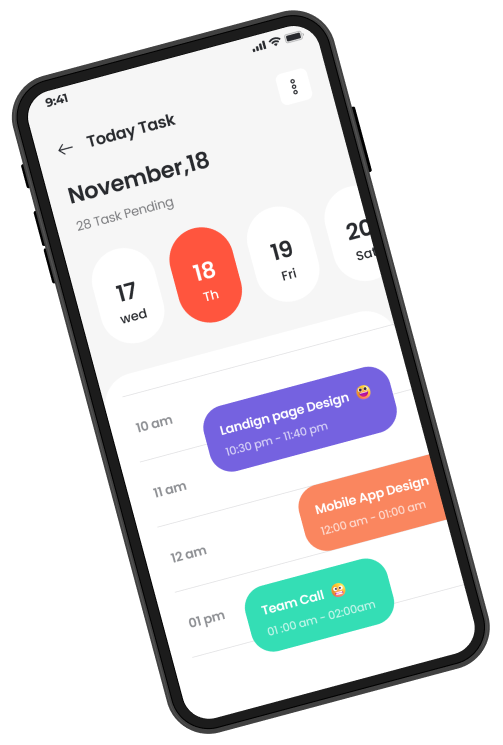 9:41
Today Task
November,18
28 Task Pending
17
wed
18
Th
19
Fri
20
Sat
10 am
Landign page Design
10:30 pm - 11:40 pm
11 am
Mobile App Design
12:00 am - 01:00 am
12 am
Team Call
01 :00 am - 02:00am
01 pm